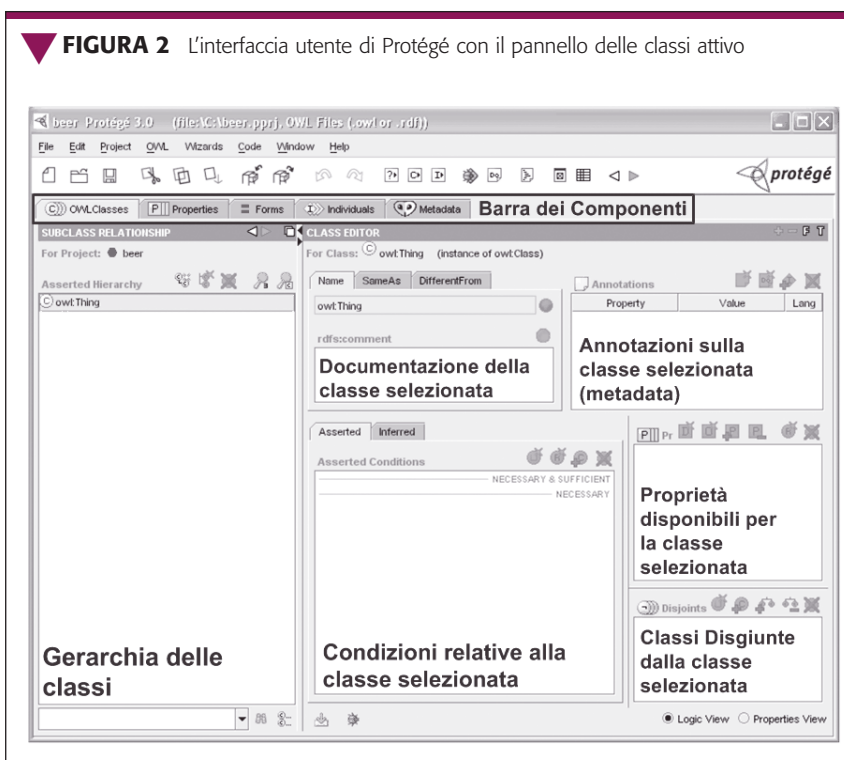 FIGURA 2 L'interfaccia utente di Protégé con il pannello delle classi attivo
beer Protégé 3.0 (file:\C:\beer.pprj, OWL Files (.owl or .rdf))
File Edit Project OWL Wizards Code Window Help
protégé
OWLClasses Properties Forms Individuals Metadata Barra dei Componenti
SUBCLASS RELATIONSHIP
For Project: beer
Asserted Hierarchy
owl:Thing
Gerarchia delle
classi
CLASS EDITOR
For Class: owl:Thing (instance of owl:Class)
Name SameAs DifferentFrom
owl:Thing
rdfs:comment
Documentazione della
classe selezionata
Annotations
Property Value Lang
Annotazioni sulla
classe selezionata
(metadata)
Asserted Inferred
Asserted Conditions
NECESSARY & SUFFICIENT
NECESSARY
Condizioni relative alla
classe selezionata
Pr
Proprietà
disponibili per
la classe
selezionata
Disjoints
Classi Disgiunte
dalla classe
selezionata
Logic View Properties View